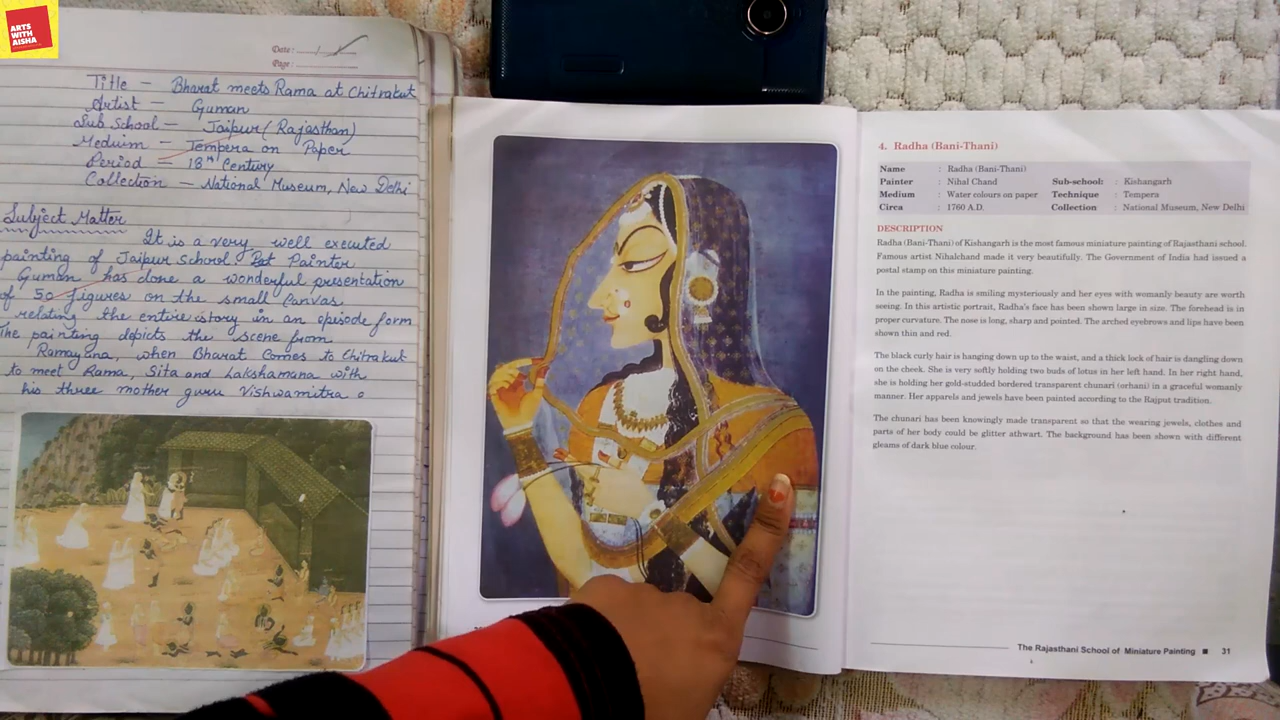 ARTS
WITH
AISHA
Date :
Page :
Title - Bharat meets Rama at Chitrakut
Artist - Guman
Sub School - Jaipur (Rajasthan)
Medium - Tempera on Paper
Period - 18th Century
Collection - National Museum, New Delhi
Subject Matter
It is a very well executed
painting of Jaipur School. Painter
Guman has done a wonderful presentation
of 50 figures on the small Canvas
relating the entire story in an episode form
The painting depicts the scene from
Ramayana, when Bharat Comes to Chitrakut
to meet Rama, Sita and Lakshamana with
his three mother guru Vishwamitra.
4. Radha (Bani-Thani)
Name : Radha (Bani-Thani)
Painter : Nihal Chand Sub-school: : Kishangarh
Medium : Water colours on paper Technique : Tempera
Circa : 1760 A.D. Collection : National Museum, New Delhi
DESCRIPTION
Radha (Bani-Thani) of Kishangarh is the most famous miniature painting of Rajasthani school.
Famous artist Nihalchand made it very beautifully. The Government of India had issued a
postal stamp on this miniature painting.
In the painting, Radha is smiling mysteriously and her eyes with womanly beauty are worth
seeing. In this artistic portrait, Radha's face has been shown large in size. The forehead is in
proper curvature. The nose is long, sharp and pointed. The arched eyebrows and lips have been
shown thin and red.
The black curly hair is hanging down up to the waist, and a thick lock of hair is dangling down
on the cheek. She is very softly holding two buds of lotus in her left hand. In her right hand,
she is holding her gold-studded bordered transparent chunari (orhani) in a graceful womanly
manner. Her apparels and jewels have been painted according to the Rajput tradition.
The chunari has been knowingly made transparent so that the wearing jewels, clothes and
parts of her body could be glitter athwart. The background has been shown with different
gleams of dark blue colour.
The Rajasthani School of Miniature Painting ■ 31